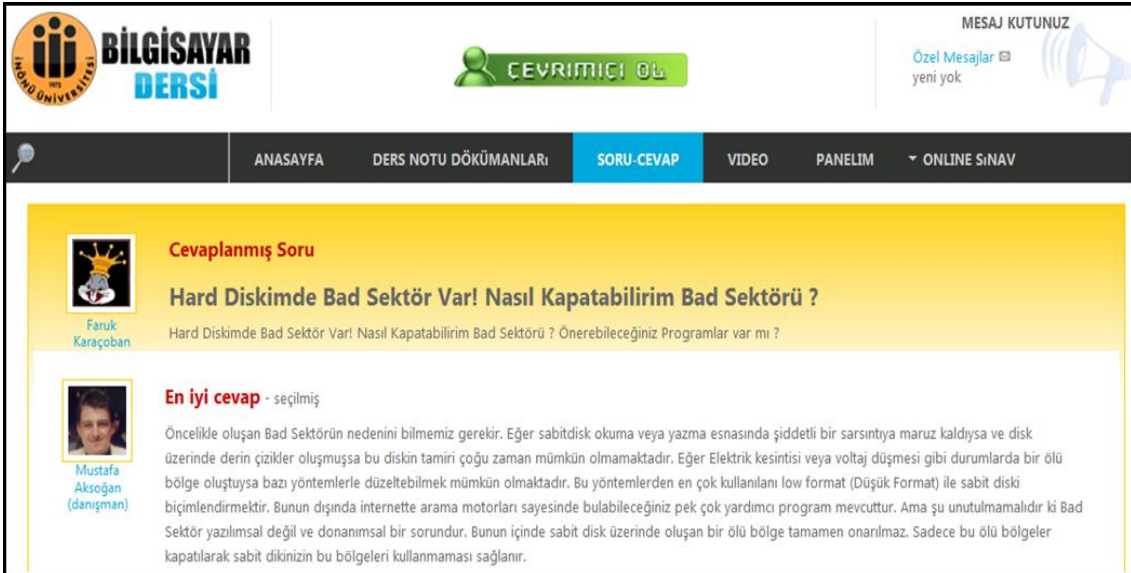 İNÖNÜ ÜNİVERSİTESİ
1975
BİLGİSAYAR
DERSİ
ÇEVRİMİÇİ OL
MESAJ KUTUNUZ
Özel Mesajlar
yeni yok
ANASAYFA DERS NOTU DÖKÜMANLARı SORU-CEVAP VIDEO PANELIM ONLINE SıNAV
Cevaplanmış Soru
Hard Diskimde Bad Sektör Var! Nasıl Kapatabilirim Bad Sektörü ?
Faruk
Karaçoban
Hard Diskimde Bad Sektör Var! Nasıl Kapatabilirim Bad Sektörü ? Önerebileceğiniz Programlar var mı ?
En iyi cevap - seçilmiş
Mustafa
Aksoğan
(danışman)
Öncelikle oluşan Bad Sektörün nedenini bilmemiz gerekir. Eğer sabitdisk okuma veya yazma esnasında şiddetli bir sarsıntıya maruz kaldıysa ve disk
üzerinde derin çizikler oluşmuşsa bu diskin tamiri çoğu zaman mümkün olmamaktadır. Eğer Elektrik kesintisi veya voltaj düşmesi gibi durumlarda bir ölü
bölge oluştuysa bazı yöntemlerle düzeltebilmek mümkün olmaktadır. Bu yöntemlerden en çok kullanılanı low format (Düşük Format) ile sabit diski
biçimlendirmektir. Bunun dışında internette arama motorları sayesinde bulabileceğiniz pek çok yardımcı program mevcuttur. Ama şu unutulmamalıdır ki Bad
Sektör yazılımsal değil ve donanımsal bir sorundur. Bunun içinde sabit disk üzerinde oluşan bir ölü bölge tamamen onarılmaz. Sadece bu ölü bölgeler
kapatılarak sabit dikinizin bu bölgeleri kullanmaması sağlanır.